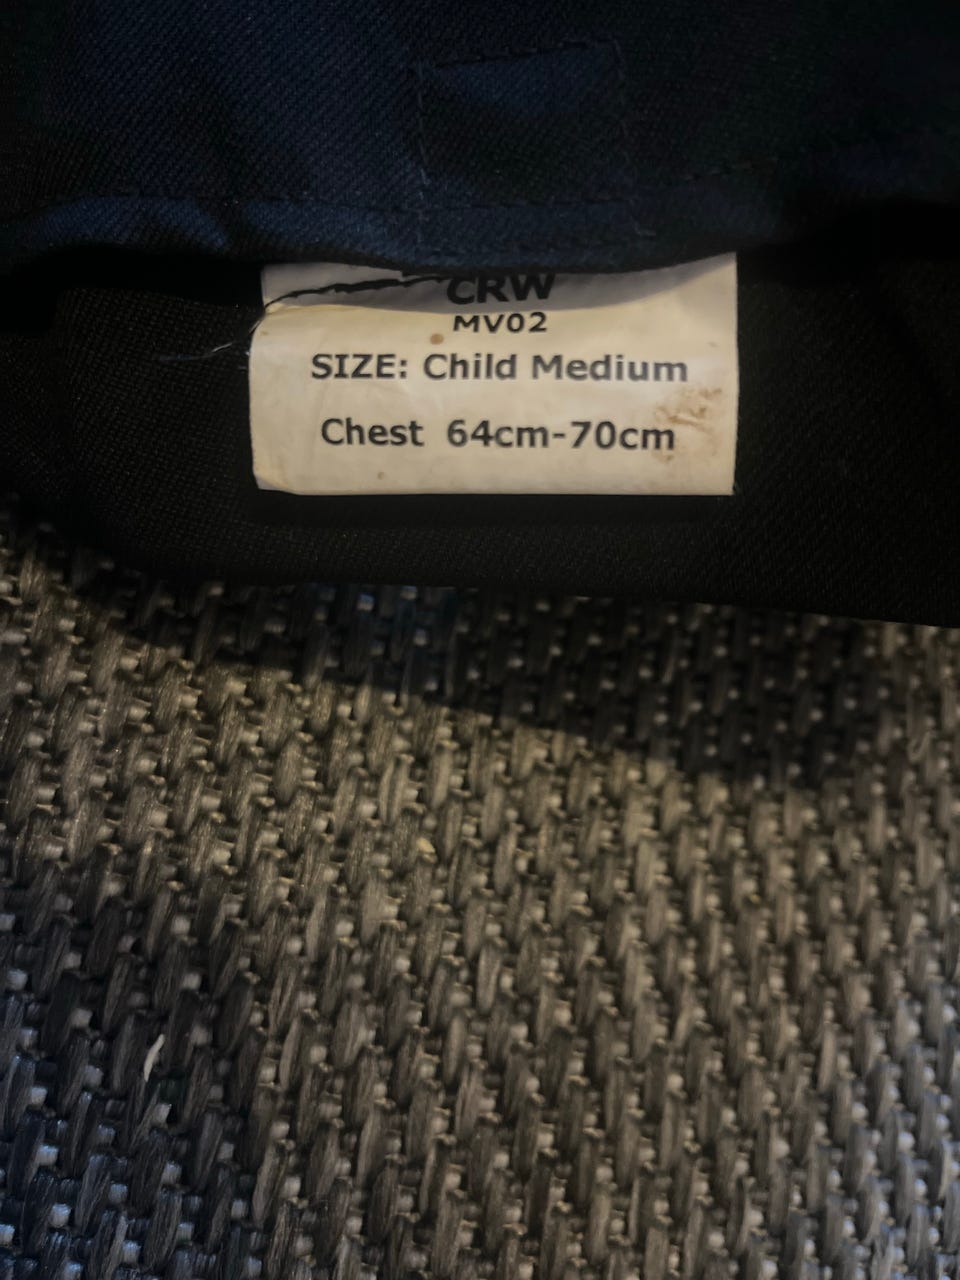 CRW
MV02
SIZE: Child Medium
Chest 64cm-70cm